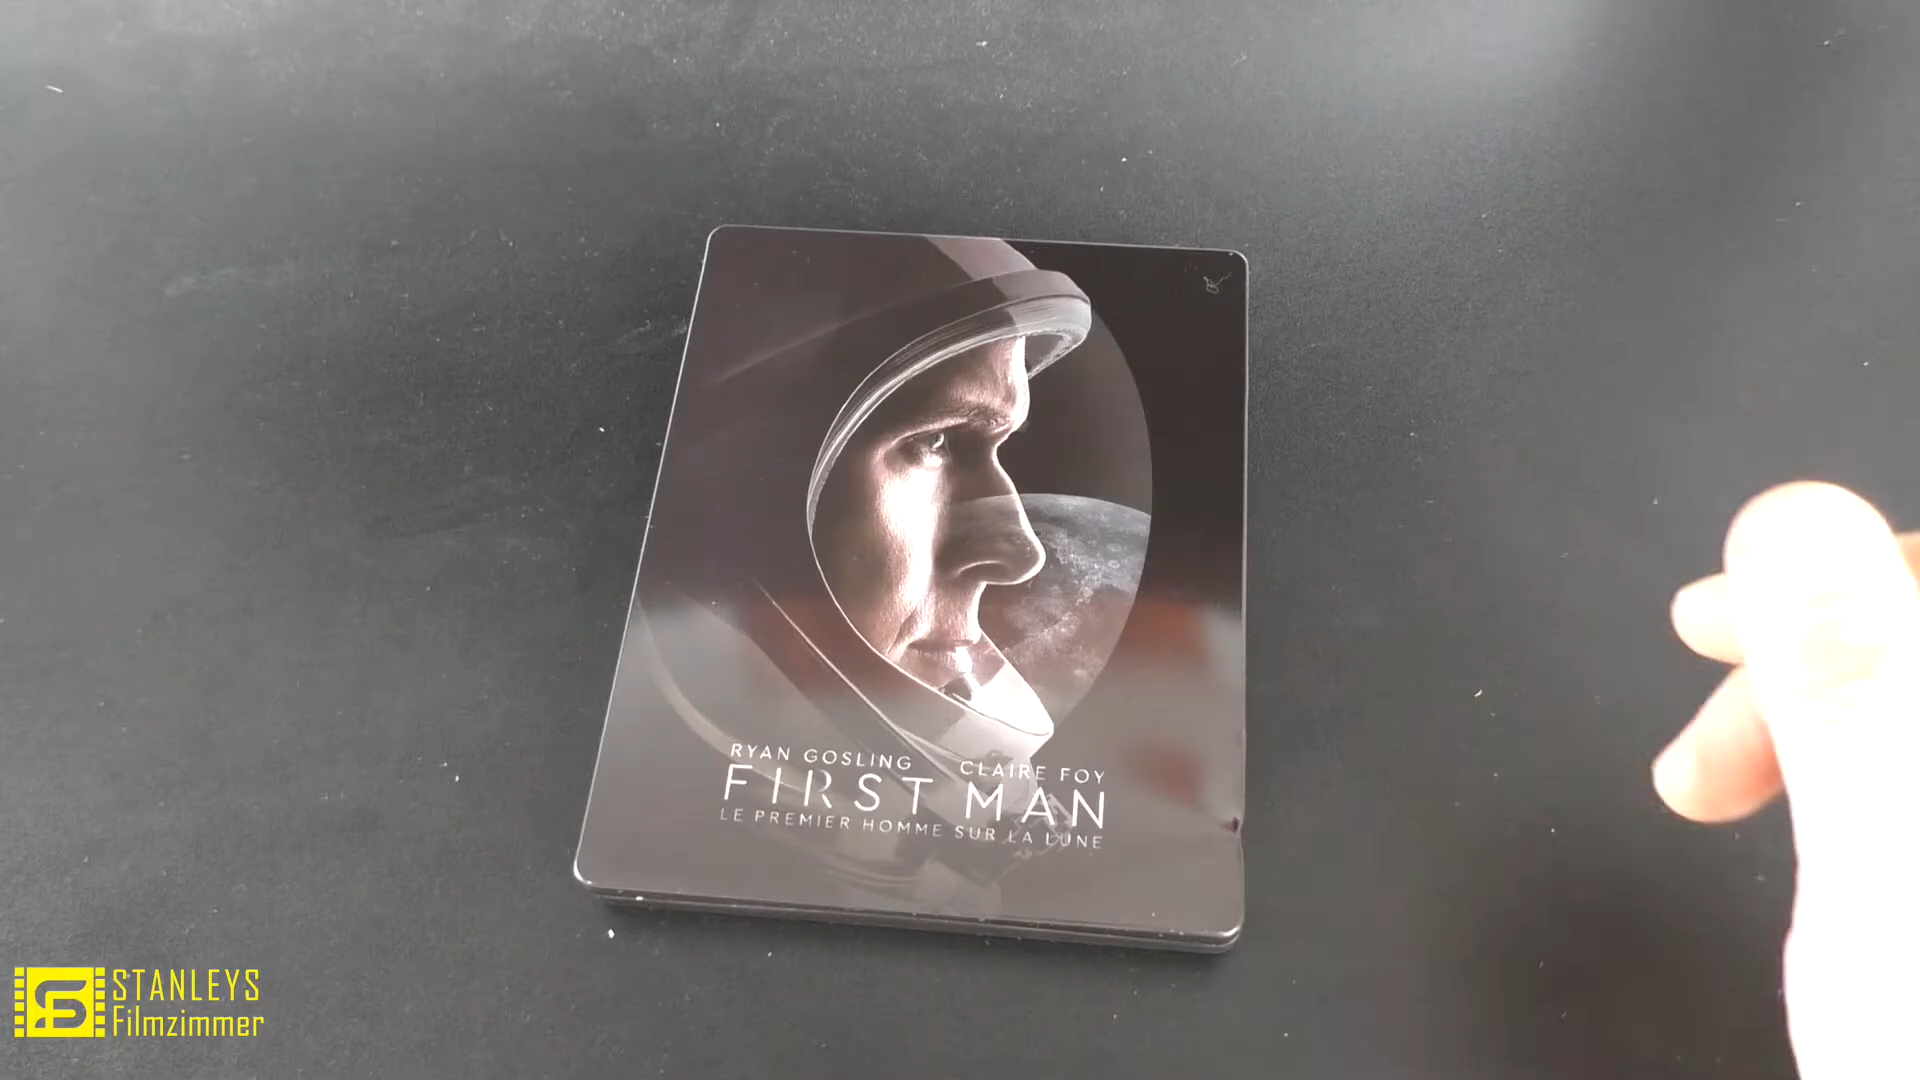 RYAN GOSLING CLAIRE FOY
FIRST MAN
LE PREMIER HOMME SUR LA LUNE
STANLEYS
Filmzimmer